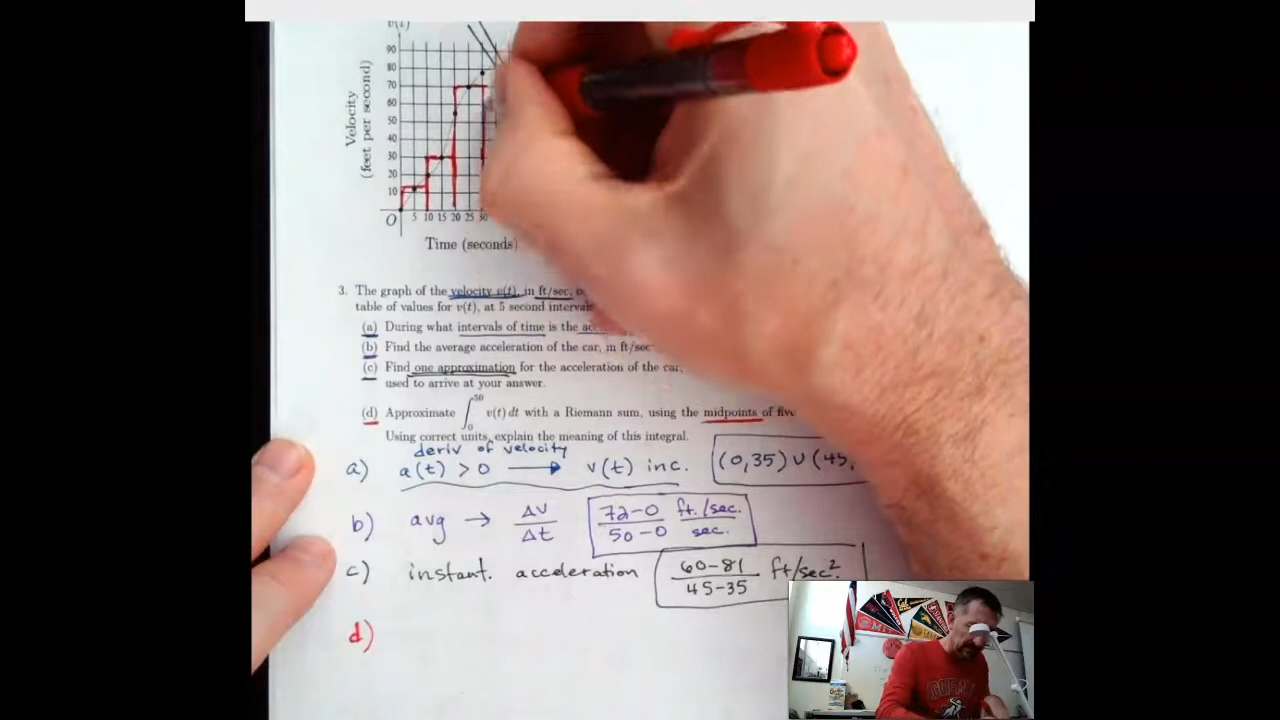 v(t)
90
80
70
60
50
40
30
20
10
O 5 10 15 20 25 30
Velocity
(feet per second)
Time (seconds)
3. The graph of the velocity v(t), in ft/sec,
table of values for v(t), at 5 second
(a) During what intervals of time is the
(b) Find the average acceleration of the car, in ft/sec
(c) Find one approximation for the acceleration of the car,
used to arrive at your answer.
(d) Approximate ∫₀⁵⁰ v(t) dt with a Riemann sum, using the midpoints of five
Using correct units, explain the meaning of this integral.
deriv of velocity
a) a(t) > 0 → v(t) inc. (0,35) U (45,
b) avg → Δv/Δt 72-0/50-0 ft./sec./sec.
c) instant. acceleration 60-81/45-35 ft/sec²
d)